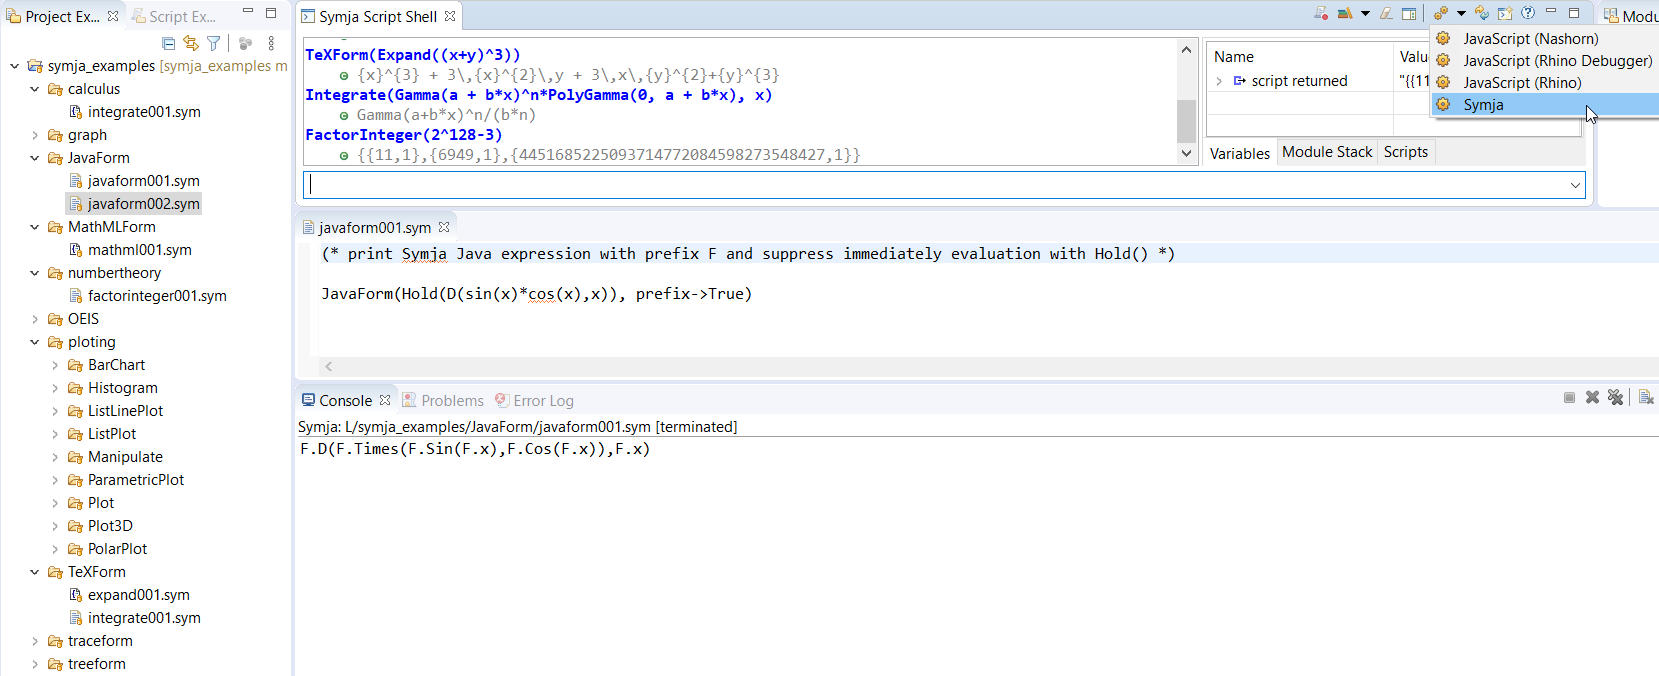 Project Ex...
Script Ex...
symja_examples [symja_examples m
calculus
integrate001.sym
graph
JavaForm
javaform001.sym
javaform002.sym
MathMLForm
mathml001.sym
numbertheory
factorinteger001.sym
OEIS
ploting
BarChart
Histogram
ListLinePlot
ListPlot
Manipulate
ParametricPlot
Plot
Plot3D
PolarPlot
TeXForm
expand001.sym
integrate001.sym
traceform
treeform
Symja Script Shell
TeXForm(Expand((x+y)^3))
{x}^{3} + 3\,{x}^{2}\,y + 3\,x\,{y}^{2}+{y}^{3}
Integrate(Gamma(a + b*x)^n*PolyGamma(0, a + b*x), x)
Gamma(a+b*x)^n/(b*n)
FactorInteger(2^128-3)
{{11,1},{6949,1},{4451685225093714772084598273548427,1}}
Name Valu
script returned "{{11
Variables Module Stack Scripts
Modu
JavaScript (Nashorn)
JavaScript (Rhino Debugger)
JavaScript (Rhino)
Symja
javaform001.sym
(* print Symja Java expression with prefix F and suppress immediately evaluation with Hold() *)
JavaForm(Hold(D(sin(x)*cos(x),x)), prefix->True)
Console Problems Error Log
Symja: L/symja_examples/JavaForm/javaform001.sym [terminated]
F.D(F.Times(F.Sin(F.x),F.Cos(F.x)),F.x)